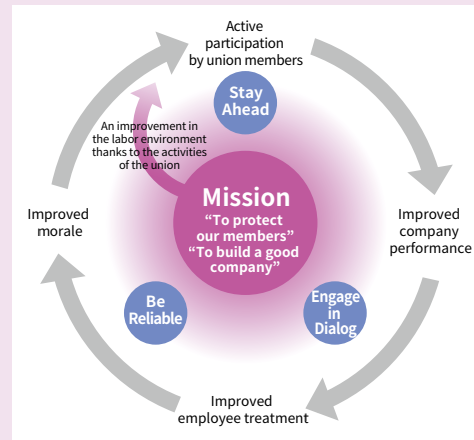 Active
participation
by union members
Stay
Ahead
An improvement in
the labor environment
thanks to the activities
of the union
Mission
“To protect
our members”
“To build a good
company”
Improved
morale
Improved
company
performance
Be
Reliable
Engage
in
Dialog
Improved
employee treatment